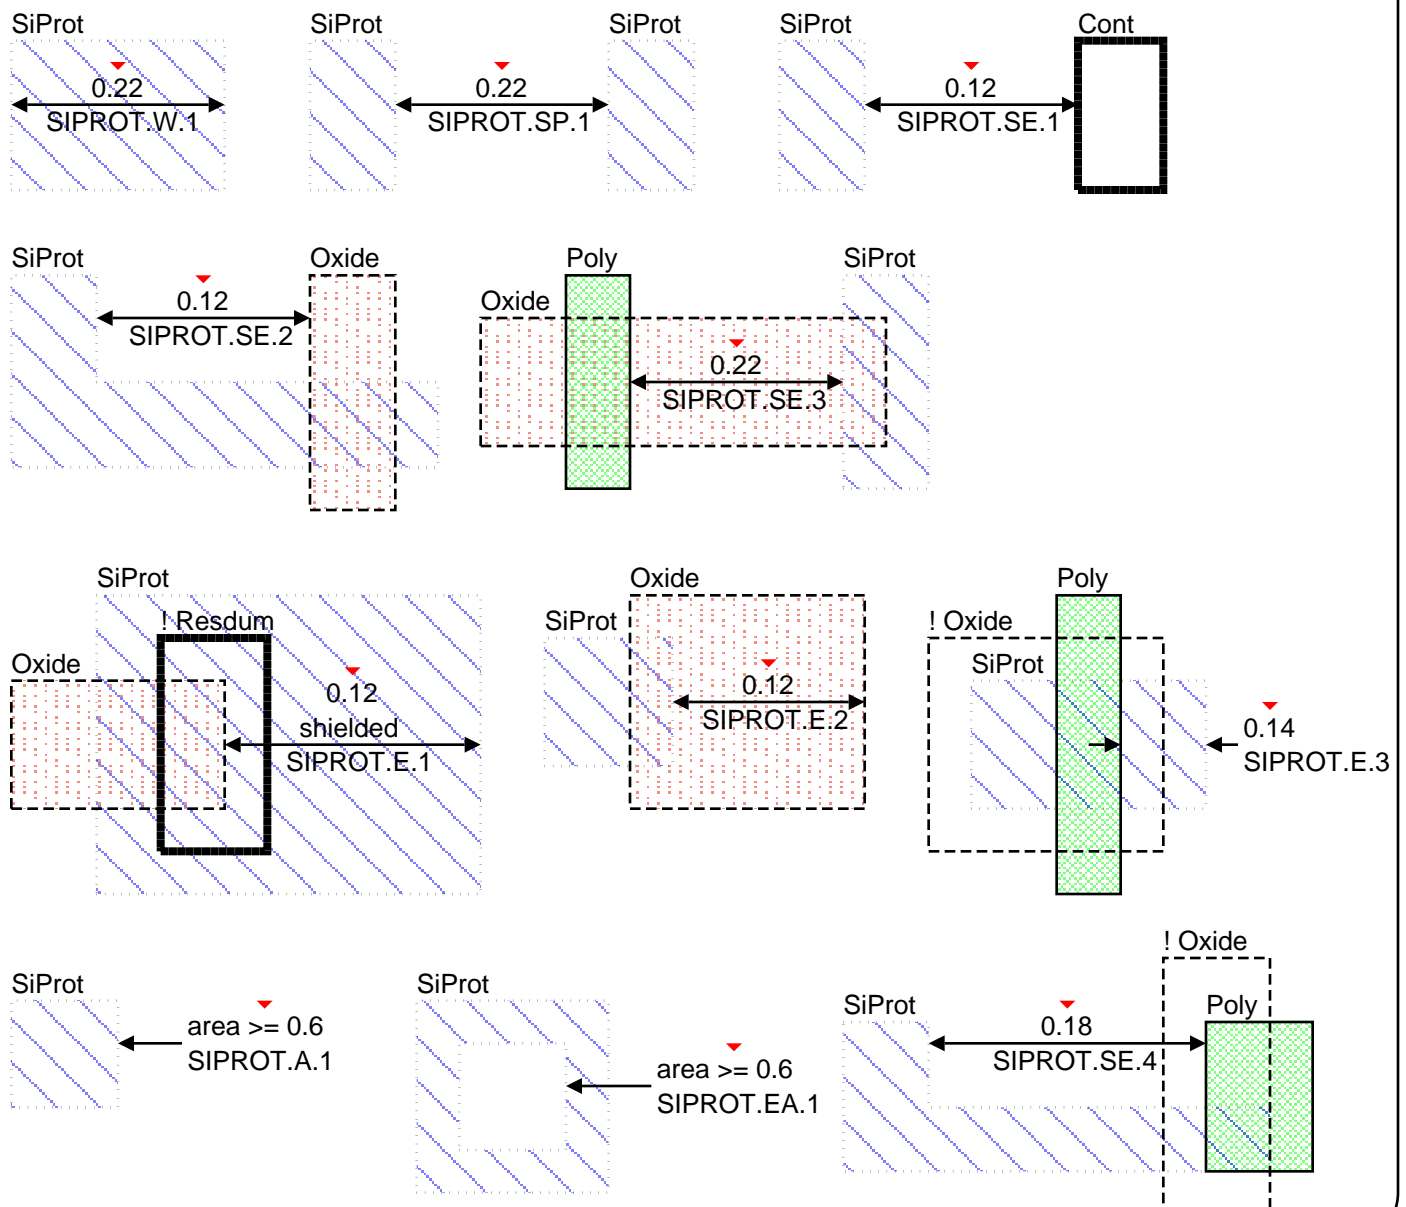 SiProt
0.22
SIPROT.W.1
SiProt
SiProt
0.22
SIPROT.SP.1
SiProt
Cont
0.12
SIPROT.SE.1
SiProt
Oxide
0.12
SIPROT.SE.2
Oxide
Poly
SiProt
0.22
SIPROT.SE.3
SiProt
! Resdum
Oxide
0.12
shielded
SIPROT.E.1
Oxide
SiProt
0.12
SIPROT.E.2
Poly
! Oxide
SiProt
0.14
SIPROT.E.3
SiProt
area >= 0.6
SIPROT.A.1
SiProt
area >= 0.6
SIPROT.EA.1
! Oxide
SiProt
Poly
0.18
SIPROT.SE.4